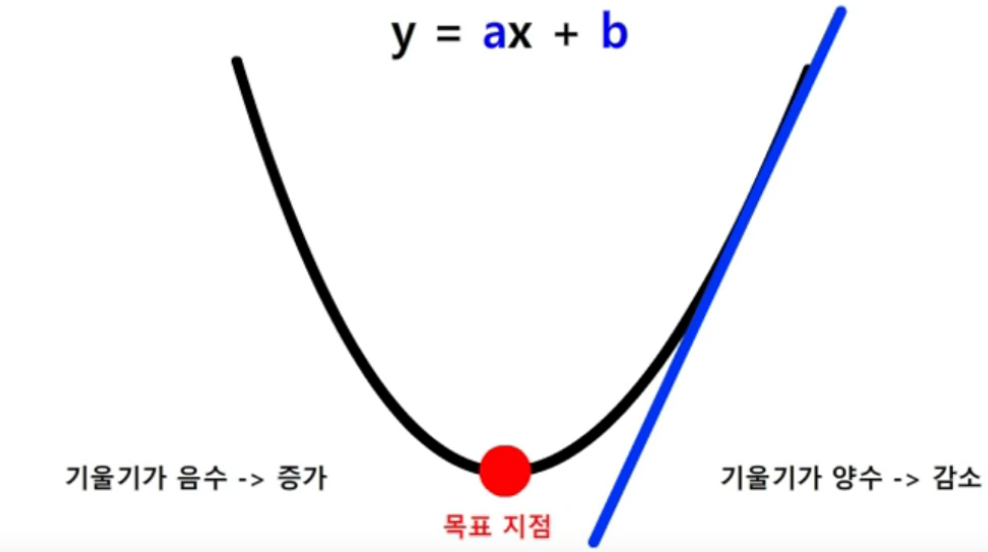 y = ax + b
기울기가 음수 -> 증가
기울기가 양수 -> 감소
목표 지점